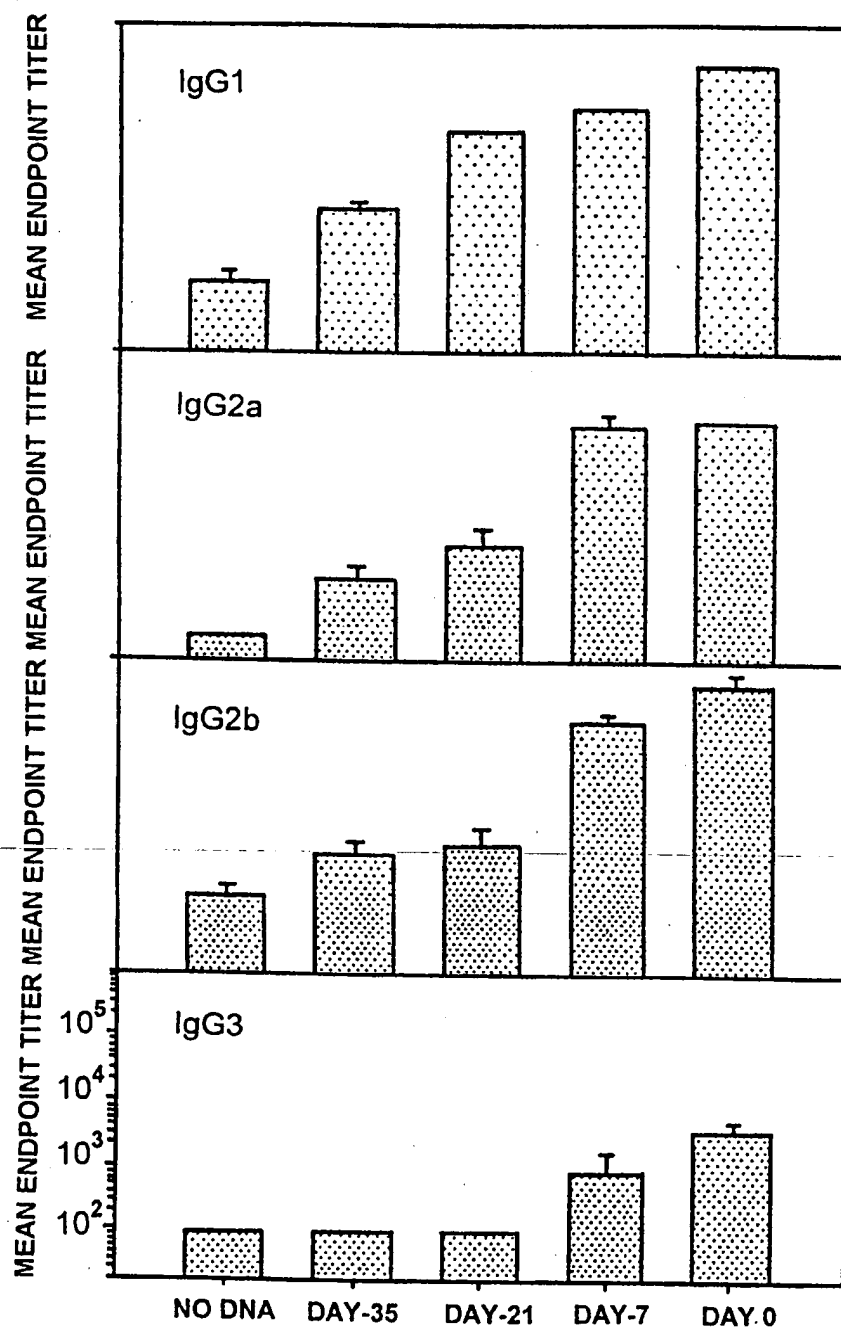 MEAN ENDPOINT TITER
IgG1
MEAN ENDPOINT TITER
IgG2a
MEAN ENDPOINT TITER
IgG2b
MEAN ENDPOINT TITER
IgG3
10⁵
10⁴
10³
10²
NO DNA DAY-35 DAY-21 DAY-7 DAY 0